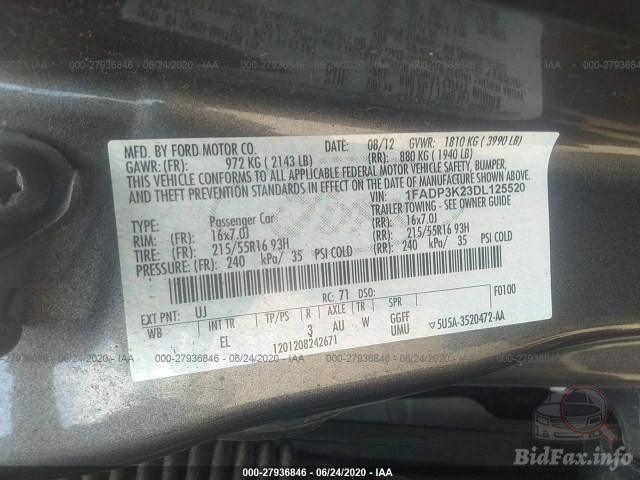 000-27936846 · 06/24/2020 · IAA
MFD. BY FORD MOTOR CO. DATE: 08/12 GVWR: 1810 KG ( 3990 LB)
GAWR: (FR): 972 KG ( 2143 LB) (RR): 880 KG ( 1940 LB)
THIS VEHICLE CONFORMS TO ALL APPLICABLE FEDERAL MOTOR VEHICLE SAFETY, BUMPER,
AND THEFT PREVENTION STANDARDS IN EFFECT ON THE DATE OF MANUFACTURE SHOWN ABOVE.
VIN: 1FADP3K23DL125520
TYPE: Passenger Car TRAILER TOWING - SEE OWNER GUIDE
RIM: (FR): 16x7.0J (RR): 16x7.0J
TIRE: (FR): 215/55R16 93H (RR): 215/55R16 93H
PRESSURE: (FR): 240 kPa/ 35 PSI COLD (RR): 240 kPa/ 35 PSI COLD
RC: 71 DSO: F0100
EXT PNT: UJ
WB INT TR TP/PS R AXLE TR SPR
EL 3 AU W GGFF
UMU
1201208242671
5U5A-3520472-AA
000-27936846 · 06/24/2020 · IAA
BidFax.info
000-27936846 · 06/24/2020 · IAA